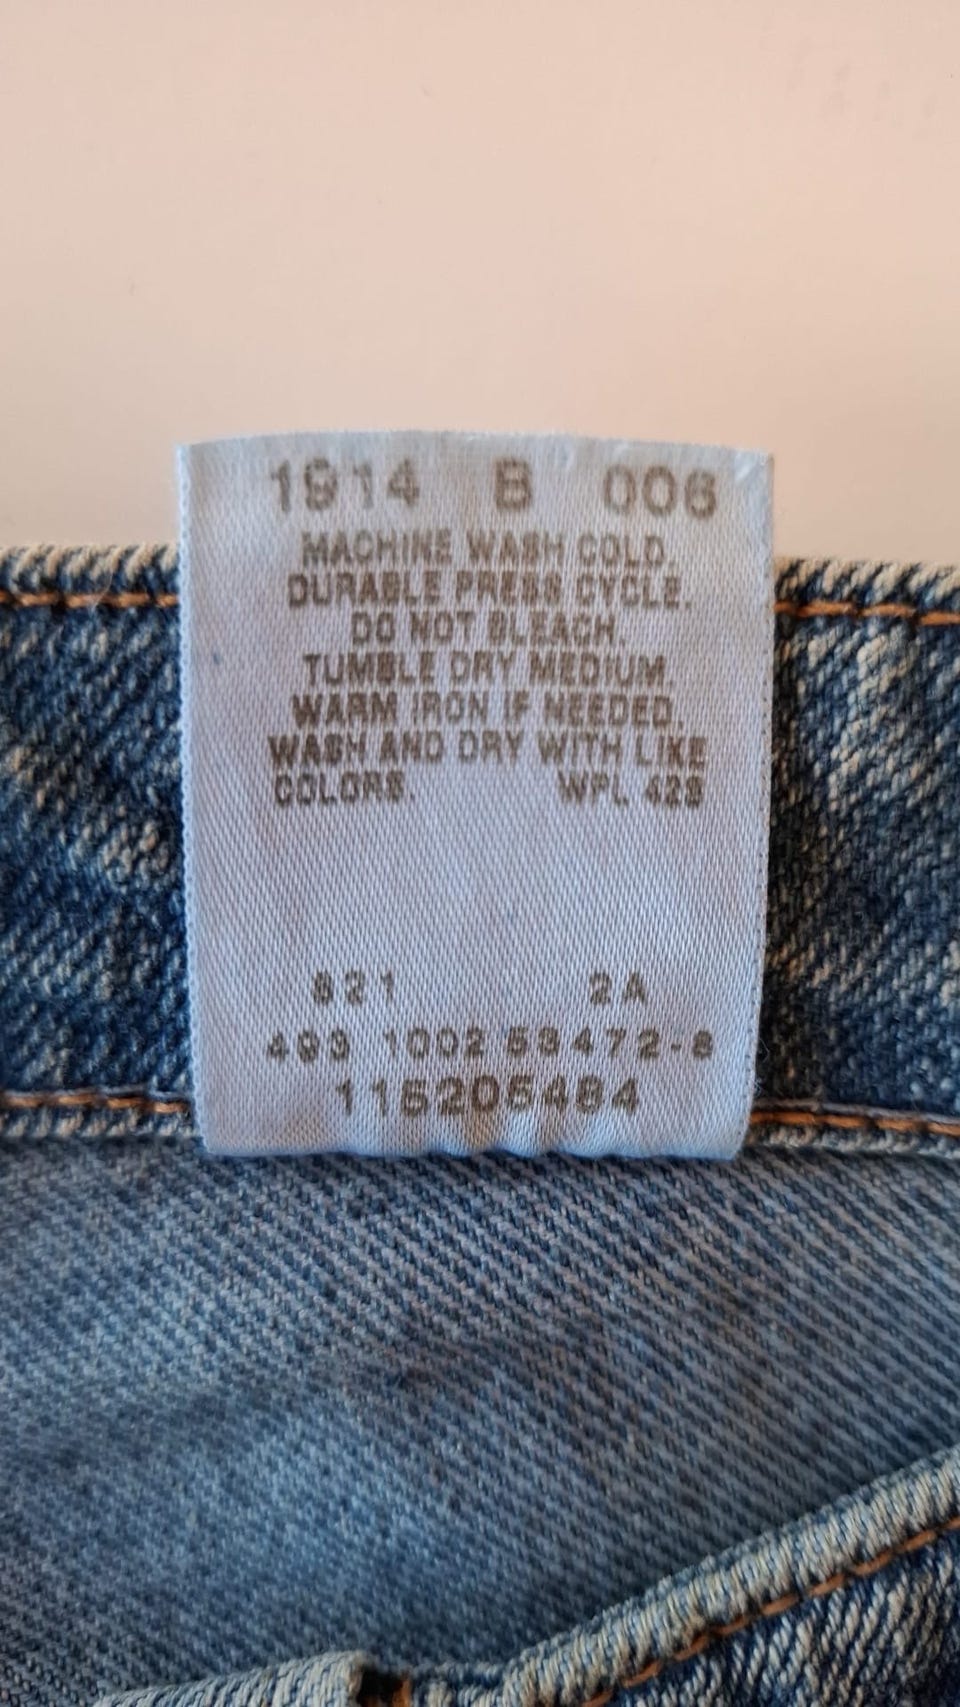 1914 B 006
MACHINE WASH COLD.
DURABLE PRESS CYCLE.
DO NOT BLEACH.
TUMBLE DRY MEDIUM.
WARM IRON IF NEEDED.
WASH AND DRY WITH LIKE
COLORS. WPL 423
821 2A
493 1002 53472-8
115205484